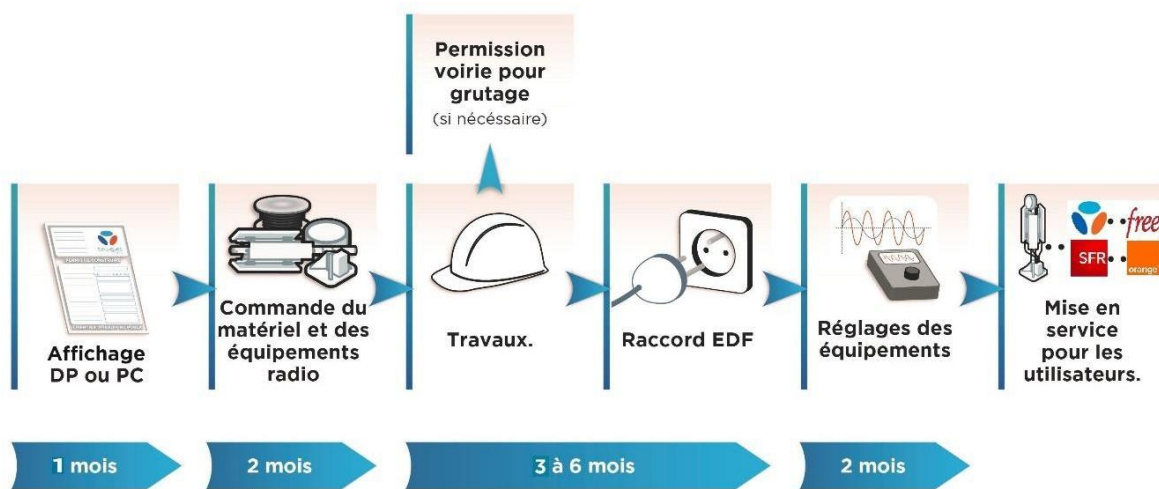 Permission
voirie pour
grutage
(si nécéssaire)
Affichage
DP ou PC
Commande du
matériel et des
équipements
radio
Travaux.
Raccord EDF
Réglages des
équipements
free
SFR
orange
Mise en
service
pour les
utilisateurs.
1 mois
2 mois
3 à 6 mois
2 mois